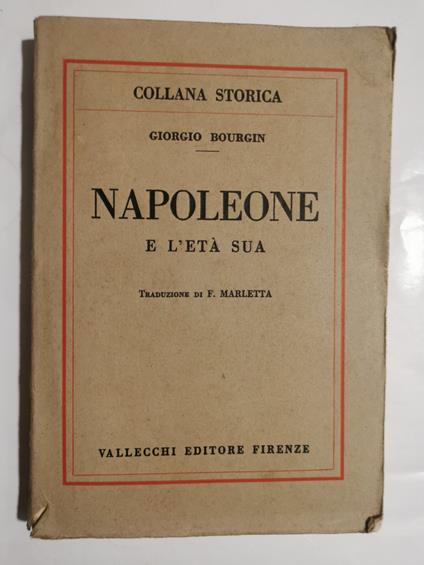 COLLANA STORICA
GIORGIO BOURGIN
NAPOLEONE
E L'ETÀ SUA
TRADUZIONE DI F. MARLETTA
VALLECCHI EDITORE FIRENZE